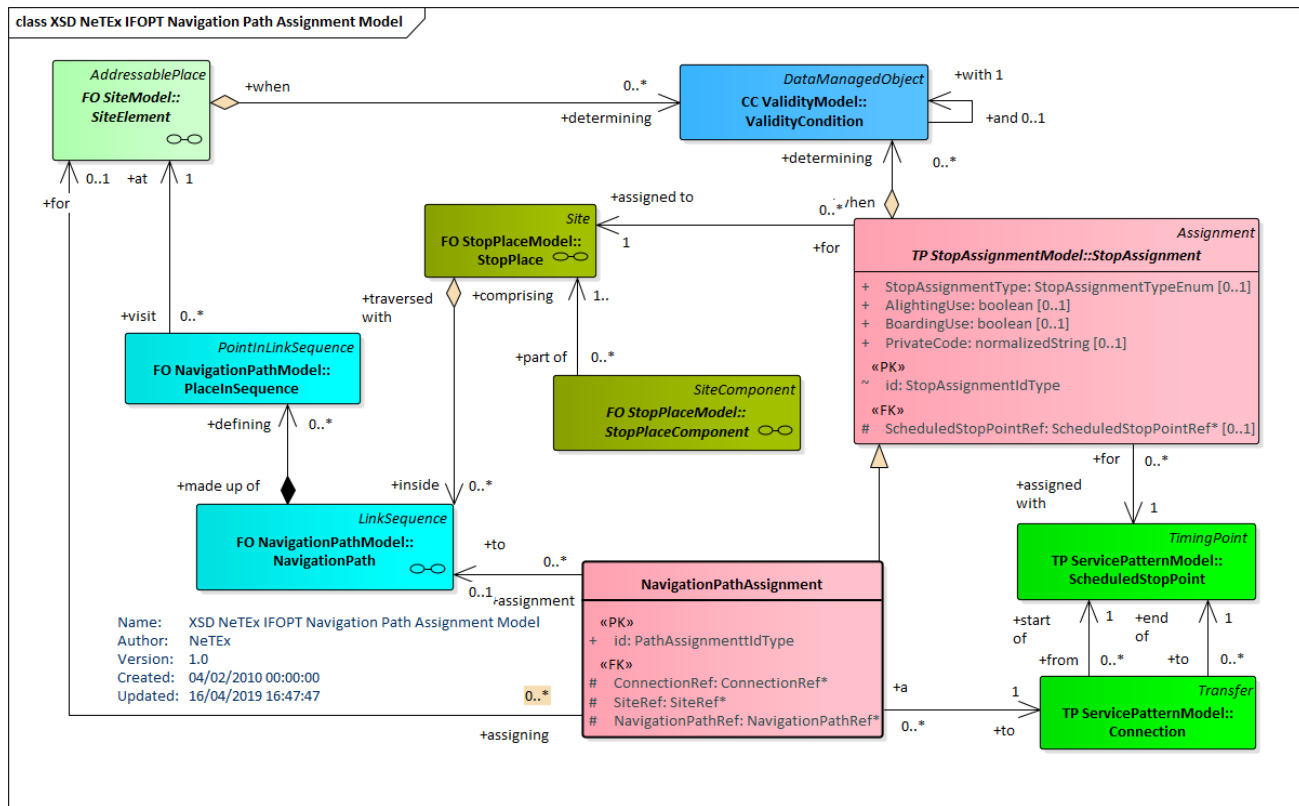 class XSD NeTEx IFOPT Navigation Path Assignment Model
AddressablePlace
FO SiteModel::
SiteElement
+when
0..*
+determining
DataManagedObject
CC ValidityModel::
ValidityCondition
+with 1
+and 0..1
+determining
0..*
0..1
+at
1
+for
Site
FO StopPlaceModel::
StopPlace
+assigned to
1
0..*
when
+for
Assignment
TP StopAssignmentModel::StopAssignment
+ StopAssignmentType: StopAssignmentTypeEnum [0..1]
+ AlightingUse: boolean [0..1]
+ BoardingUse: boolean [0..1]
+ PrivateCode: normalizedString [0..1]
«PK»
~ id: StopAssignmentIdType
«FK»
# ScheduledStopPointRef: ScheduledStopPointRef* [0..1]
+traversed
with
+comprising
1..
+visit
0..*
PointInLinkSequence
FO NavigationPathModel::
PlaceInSequence
+part of
0..*
SiteComponent
FO StopPlaceModel::
StopPlaceComponent
+defining
0..*
+made up of
+inside
0..*
+for
0..*
+assigned
with
1
LinkSequence
FO NavigationPathModel::
NavigationPath
+to
0..*
0..1
assignment
TimingPoint
TP ServicePatternModel::
ScheduledStopPoint
NavigationPathAssignment
«PK»
+ id: PathAssignmenttIdType
«FK»
# ConnectionRef: ConnectionRef*
# SiteRef: SiteRef*
# NavigationPathRef: NavigationPathRef*
Name: XSD NeTEx IFOPT Navigation Path Assignment Model
Author: NeTEx
Version: 1.0
Created: 04/02/2010 00:00:00
Updated: 16/04/2019 16:47:47
+start
of
1
+end
of
1
+from
0..*
+to
0..*
0..*
+assigning
+a
0..*
1
+to
Transfer
TP ServicePatternModel::
Connection